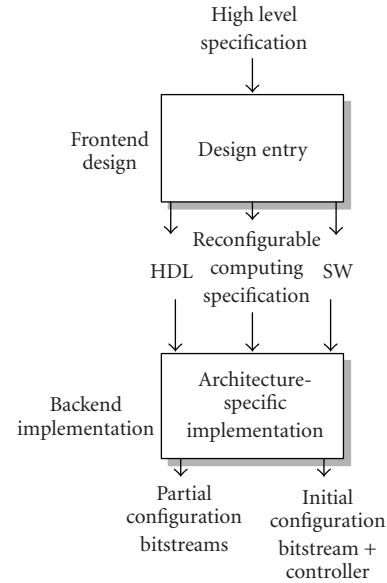 High level
specification
Frontend
design
Design entry
HDL
Reconfigurable
computing
specification
SW
Backend
implementation
Architecture-
specific
implementation
Partial
configuration
bitstreams
Initial
configuration
bitstream +
controller